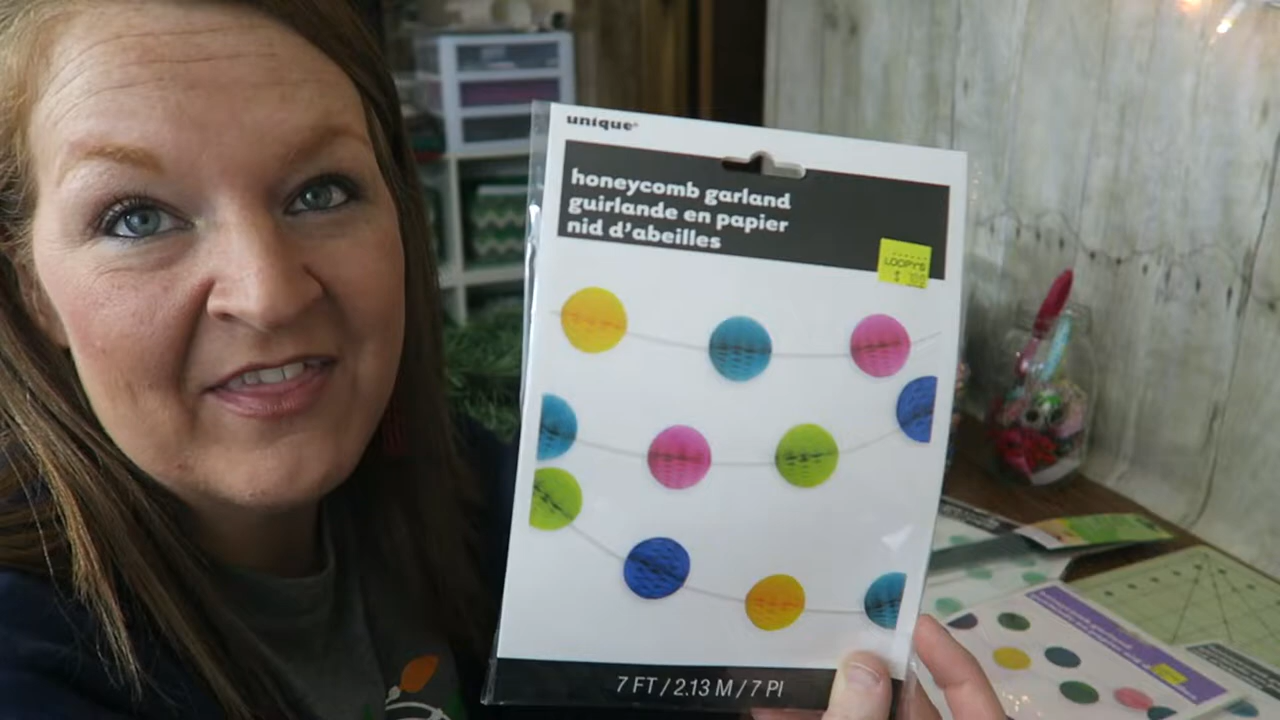 unique®
honeycomb garland
guirlande en papier
nid d'abeilles
LOOPYS
7 FT / 2.13 M / 7 PI